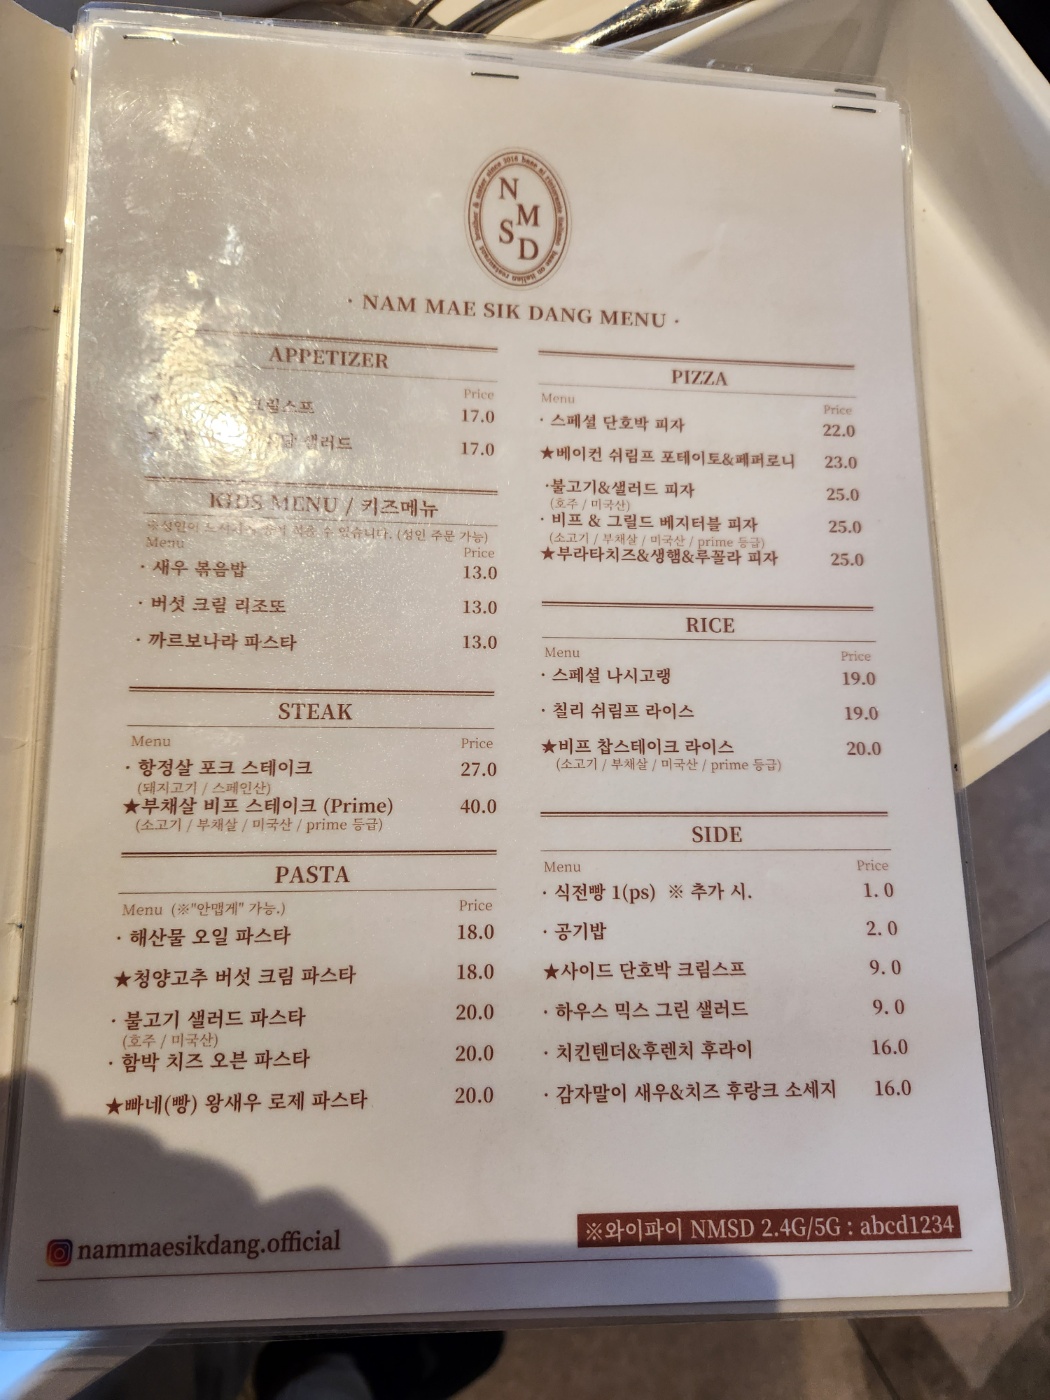 N
M
S
D
· NAM MAE SIK DANG MENU ·
APPETIZER
Price
크림스프 17.0
샐러드 17.0
KIDS MENU / 키즈메뉴
수 있습니다. (성인 주문 가능)
Menu Price
· 새우 볶음밥 13.0
· 버섯 크림 리조또 13.0
· 까르보나라 파스타 13.0
STEAK
Menu Price
· 항정살 포크 스테이크 27.0
(돼지고기 / 스페인산)
★부채살 비프 스테이크 (Prime) 40.0
(소고기 / 부채살 / 미국산 / prime 등급)
PASTA
Menu (※"안맵게" 가능.) Price
· 해산물 오일 파스타 18.0
★청양고추 버섯 크림 파스타 18.0
· 불고기 샐러드 파스타 20.0
(호주 / 미국산)
· 함박 치즈 오븐 파스타 20.0
★빠네(빵) 왕새우 로제 파스타 20.0
PIZZA
Menu Price
· 스페셜 단호박 피자 22.0
★베이컨 쉬림프 포테이토&페퍼로니 23.0
·불고기&샐러드 피자 25.0
(호주 / 미국산)
· 비프 & 그릴드 베지터블 피자 25.0
(소고기 / 부채살 / 미국산 / prime 등급)
★부라타치즈&생햄&루꼴라 피자 25.0
RICE
Menu Price
· 스페셜 나시고랭 19.0
· 칠리 쉬림프 라이스 19.0
★비프 찹스테이크 라이스 20.0
(소고기 / 부채살 / 미국산 / prime 등급)
SIDE
Menu Price
· 식전빵 1(ps) ※ 추가 시. 1. 0
· 공기밥 2. 0
★사이드 단호박 크림스프 9. 0
· 하우스 믹스 그린 샐러드 9. 0
· 치킨텐더&후렌치 후라이 16.0
· 감자말이 새우&치즈 후랑크 소세지 16.0
nammaesikdang.official
※와이파이 NMSD 2.4G/5G : abcd1234